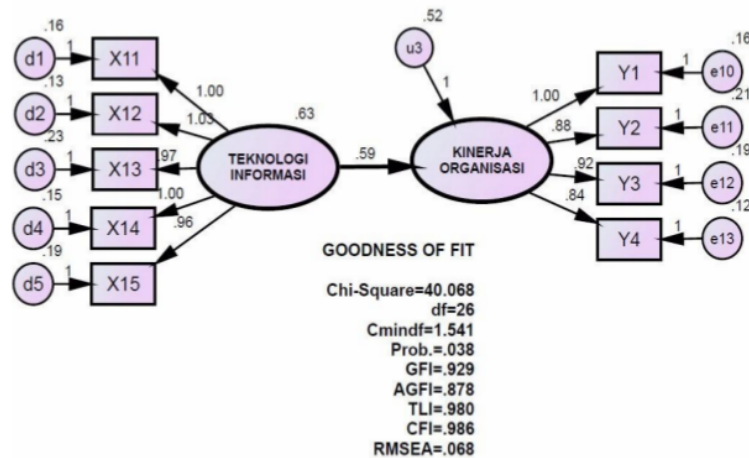 .16
d1
1
X11
.13
d2
1
X12
.23
d3
1
X13
.15
d4
1
X14
.19
d5
1
X15
1.00
1.03
.97
1.00
.96
.63
TEKNOLOGI
INFORMASI
.59
.52
u3
1
KINERJA
ORGANISASI
1.00
.88
.92
.84
Y1
1
.16
e10
Y2
1
.21
e11
Y3
1
.19
e12
Y4
1
.12
e13
GOODNESS OF FIT
Chi-Square=40.068
df=26
Cmindf=1.541
Prob.=.038
GFI=.929
AGFI=.878
TLI=.980
CFI=.986
RMSEA=.068